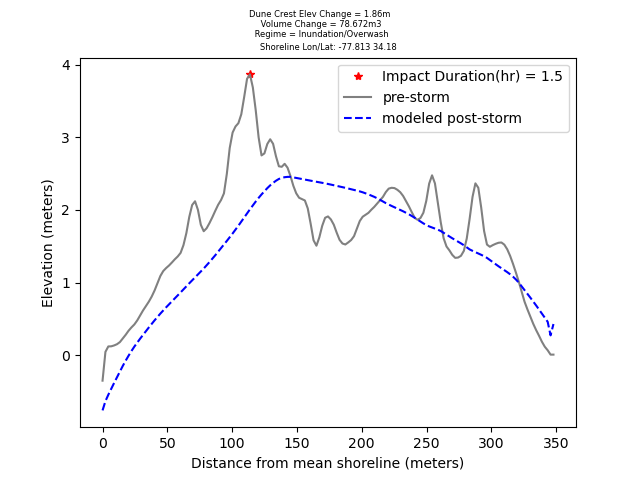 Dune Crest Elev Change = 1.86m
Volume Change = 78.672m3
Regime = Inundation/Overwash
Shoreline Lon/Lat: -77.813 34.18
Impact Duration(hr) = 1.5
pre-storm
modeled post-storm
4
3
2
1
0
Elevation (meters)
0 50 100 150 200 250 300 350
Distance from mean shoreline (meters)